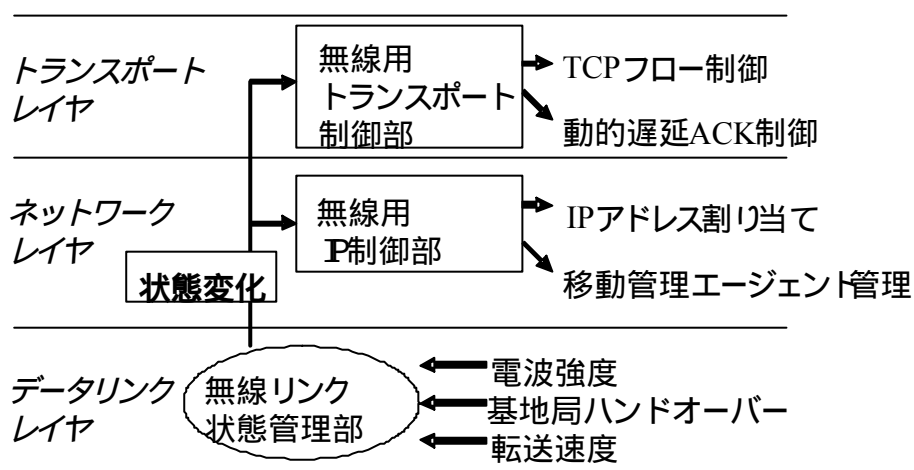 トランスポート
レイヤ
無線用
トランスポート
制御部
TCPフロー制御
動的遅延ACK制御
ネットワーク
レイヤ
無線用
IP制御部
IPアドレス割り当て
移動管理エージェント管理
状態変化
データリンク
レイヤ
無線リンク
状態管理部
電波強度
基地局ハンドオーバー
転送速度